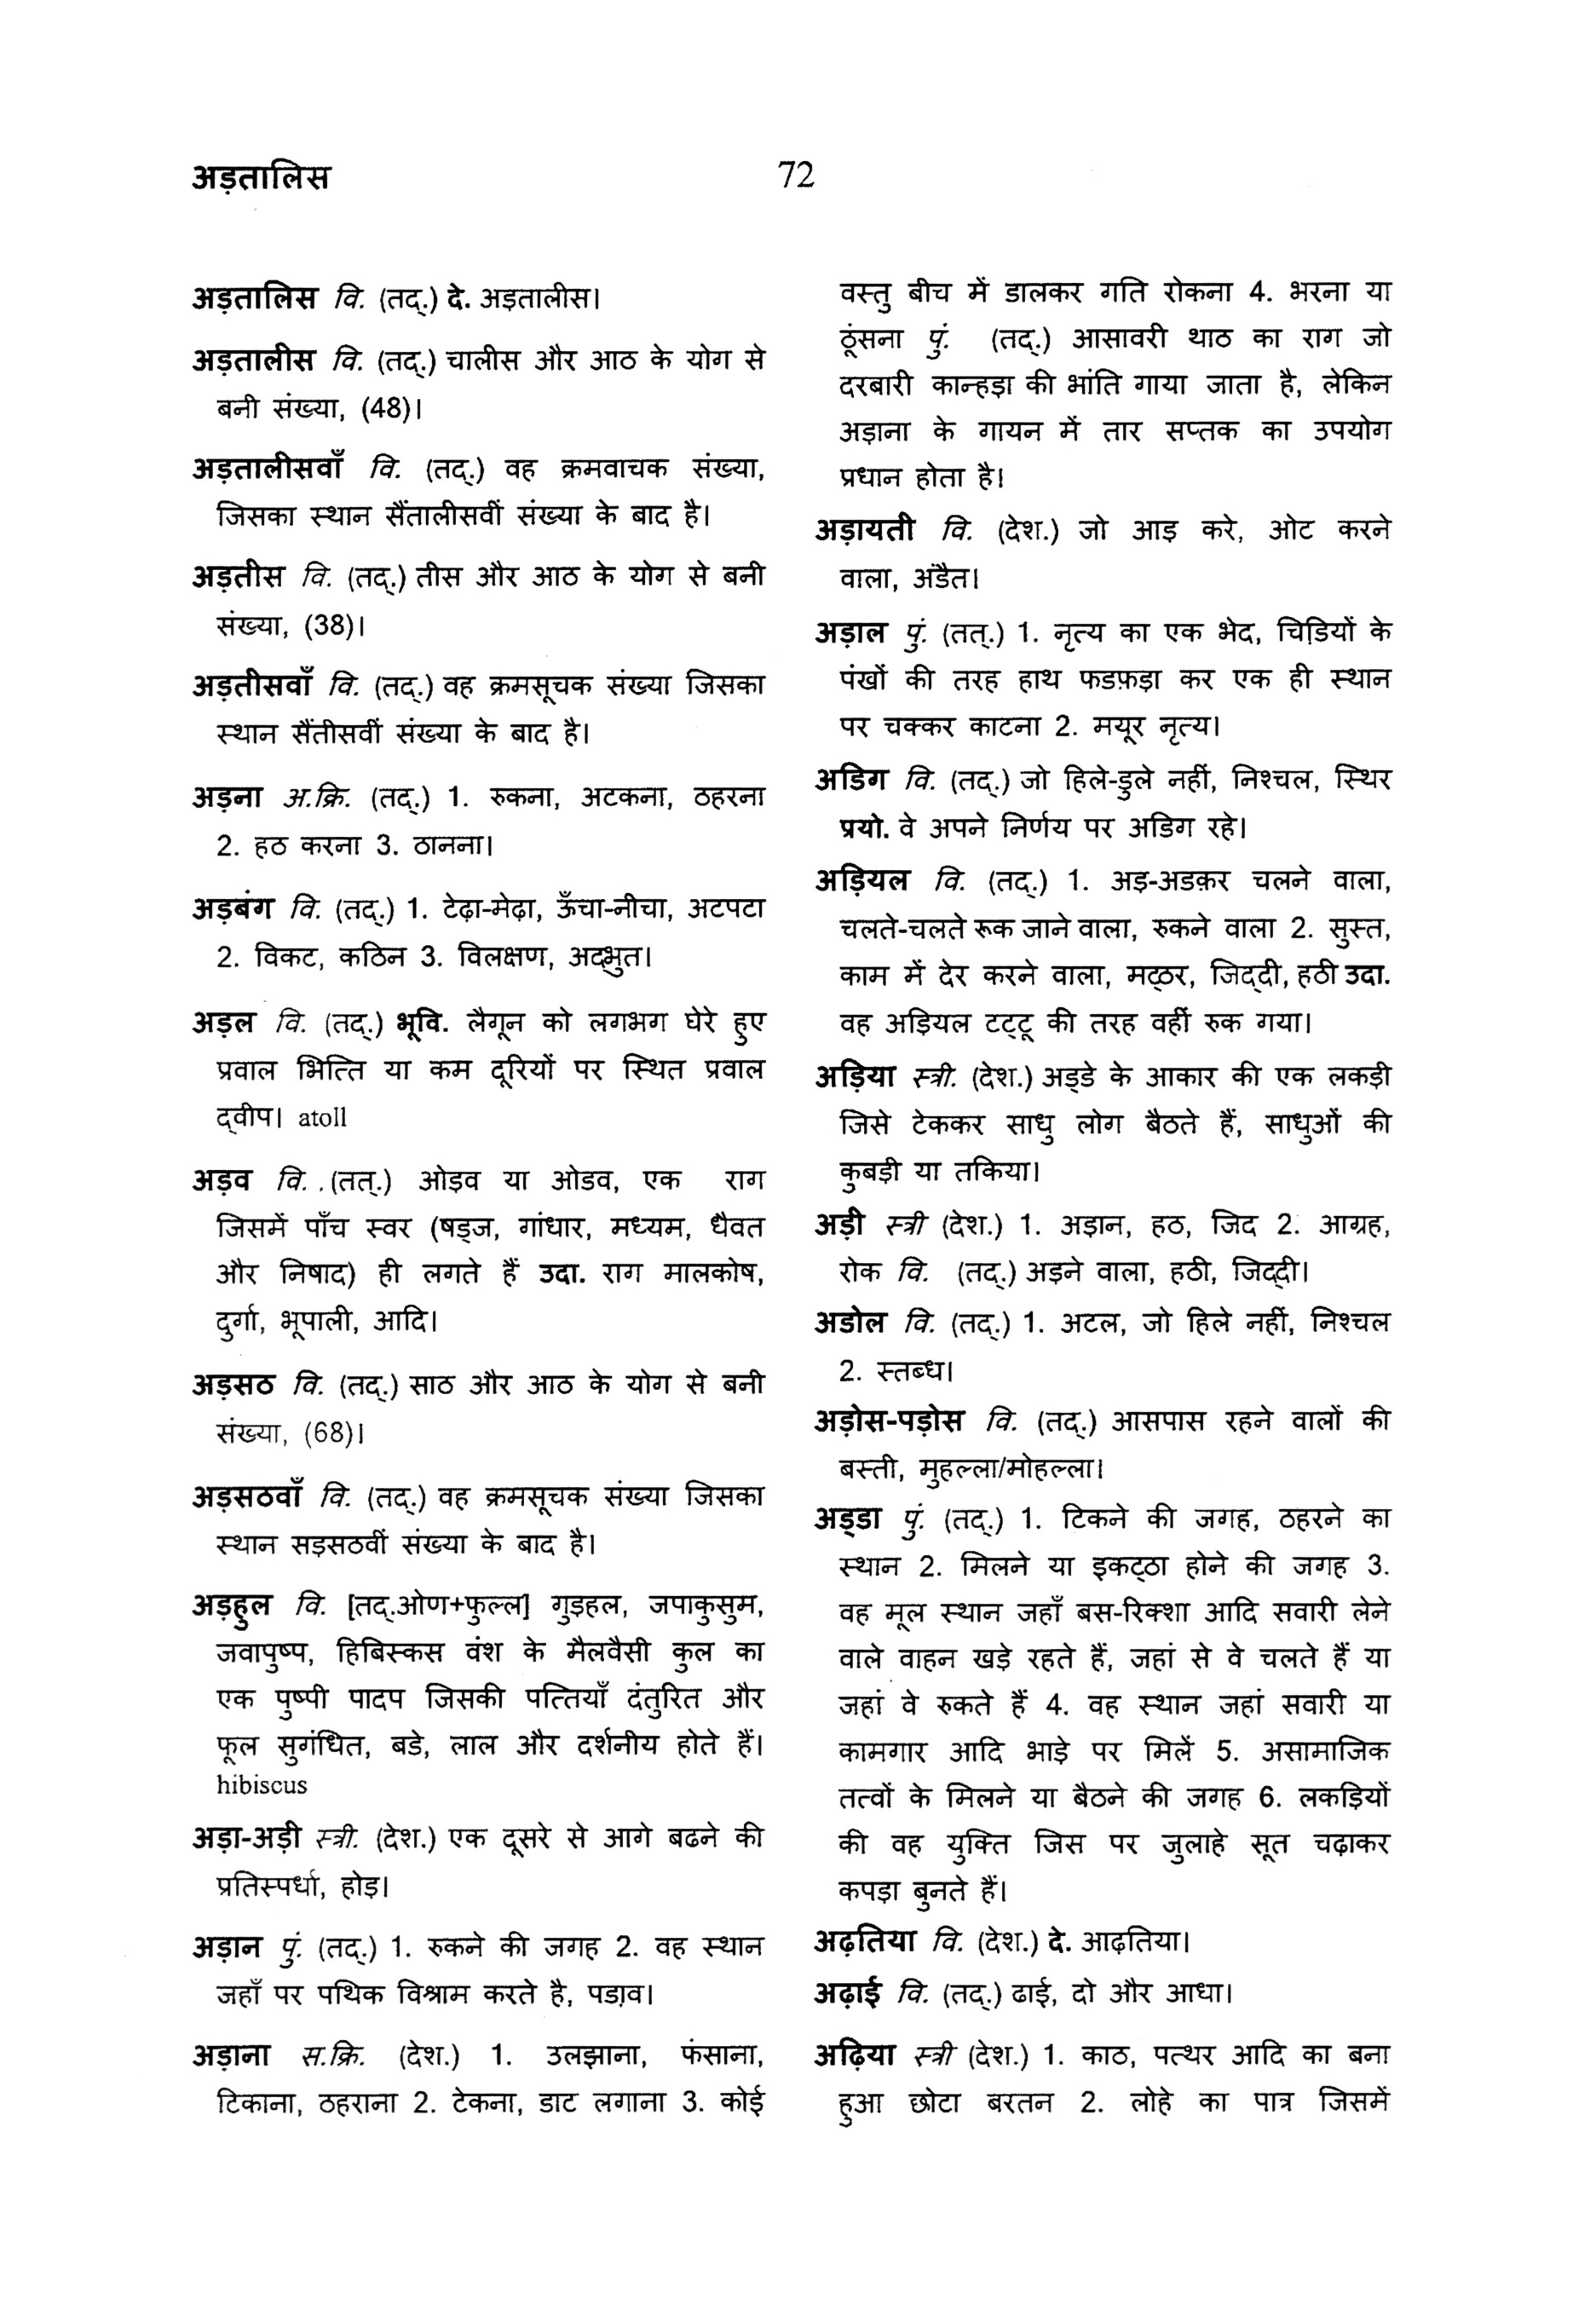 अड़तालिस
72
अड़तालिस वि. (तद्.) दे. अड़तालीस।
अड़तालीस वि. (तद्.) चालीस और आठ के योग से
बनी संख्या, (48)।
अड़तालीसवाँ वि. (तद्.) वह क्रमवाचक संख्या,
जिसका स्थान सैंतालीसवीं संख्या के बाद है।
अड़तीस वि. (तद्.) तीस और आठ के योग से बनी
संख्या, (38)।
अड़तीसवाँ वि. (तद्.) वह क्रमसूचक संख्या जिसका
स्थान सैंतीसवीं संख्या के बाद है।
अड़ना अ.क्रि. (तद्.) 1. रुकना, अटकना, ठहरना
2. हठ करना 3. ठानना।
अड़बंग वि. (तद्.) 1. टेढ़ा-मेढ़ा, ऊँचा-नीचा, अटपटा
2. विकट, कठिन 3. विलक्षण, अद्भुत।
अड़ल वि. (तद्.) भूवि. लैगून को लगभग घेरे हुए
प्रवाल भित्ति या कम दूरियों पर स्थित प्रवाल
द्वीप। atoll
अड़व वि. .(तत्.) ओड़व या ओडव, एक राग
जिसमें पाँच स्वर (षड्ज, गांधार, मध्यम, धैवत
और निषाद) ही लगते हैं उदा. राग मालकोष,
दुर्गा, भूपाली, आदि।
अड़सठ वि. (तद्.) साठ और आठ के योग से बनी
संख्या, (68)।
अड़सठवाँ वि. (तद्.) वह क्रमसूचक संख्या जिसका
स्थान सड़सठवीं संख्या के बाद है।
अड़हुल वि. [तद्.ओण+फुल्ल] गुड़हल, जपाकुसुम,
जवापुष्प, हिबिस्कस वंश के मैलवैसी कुल का
एक पुष्पी पादप जिसकी पत्तियाँ दंतुरित और
फूल सुगंधित, बडे, लाल और दर्शनीय होते हैं।
hibiscus
अड़ा-अड़ी स्त्री. (देश.) एक दूसरे से आगे बढने की
प्रतिस्पर्धा, होड़।
अड़ान पुं. (तद्.) 1. रुकने की जगह 2. वह स्थान
जहाँ पर पथिक विश्राम करते है, पडा़व।
अड़ाना स.क्रि. (देश.) 1. उलझाना, फंसाना,
टिकाना, ठहराना 2. टेकना, डाट लगाना 3. कोई
वस्तु बीच में डालकर गति रोकना 4. भरना या
ठूंसना पुं. (तद्.) आसावरी थाठ का राग जो
दरबारी कान्हड़ा की भांति गाया जाता है, लेकिन
अड़ाना के गायन में तार सप्तक का उपयोग
प्रधान होता है।
अड़ायती वि. (देश.) जो आड़ करे, ओट करने
वाला, अंडैत।
अड़ाल पुं. (तत्.) 1. नृत्य का एक भेद, चिडि़यों के
पंखों की तरह हाथ फडफ़ड़ा कर एक ही स्थान
पर चक्कर काटना 2. मयूर नृत्य।
अडिग वि. (तद्.) जो हिले-डुले नहीं, निश्चल, स्थिर
प्रयो. वे अपने निर्णय पर अडिग रहे।
अड़ियल वि. (तद्.) 1. अड़-अडक़र चलने वाला,
चलते-चलते रूक जाने वाला, रुकने वाला 2. सुस्त,
काम में देर करने वाला, मट्ठर, जिद्दी, हठी उदा.
वह अड़ियल टट्टू की तरह वहीं रुक गया।
अड़िया स्त्री. (देश.) अड्डे के आकार की एक लकड़ी
जिसे टेककर साधु लोग बैठते हैं, साधुओं की
कुबड़ी या तकिया।
अड़ी स्त्री (देश.) 1. अड़ान, हठ, जिद 2. आग्रह,
रोक वि. (तद्.) अड़ने वाला, हठी, जिद्दी।
अडोल वि. (तद्.) 1. अटल, जो हिले नहीं, निश्चल
2. स्तब्ध।
अड़ोस-पड़ोस वि. (तद्.) आसपास रहने वालों की
बस्ती, मुहल्ला/मोहल्ला।
अड्डा पुं. (तद्.) 1. टिकने की जगह, ठहरने का
स्थान 2. मिलने या इकट्ठा होने की जगह 3.
वह मूल स्थान जहाँ बस-रिक्शा आदि सवारी लेने
वाले वाहन खड़े रहते हैं, जहां से वे चलते हैं या
जहां वे रुकते हैं 4. वह स्थान जहां सवारी या
कामगार आदि भाड़े पर मिलें 5. असामाजिक
तत्वों के मिलने या बैठने की जगह 6. लकड़ियों
की वह युक्ति जिस पर जुलाहे सूत चढ़ाकर
कपड़ा बुनते हैं।
अढ़तिया वि. (देश.) दे. आढ़तिया।
अढ़ाई वि. (तद्.) ढाई, दो और आधा।
अढ़िया स्त्री (देश.) 1. काठ, पत्थर आदि का बना
हुआ छोटा बरतन 2. लोहे का पात्र जिसमें